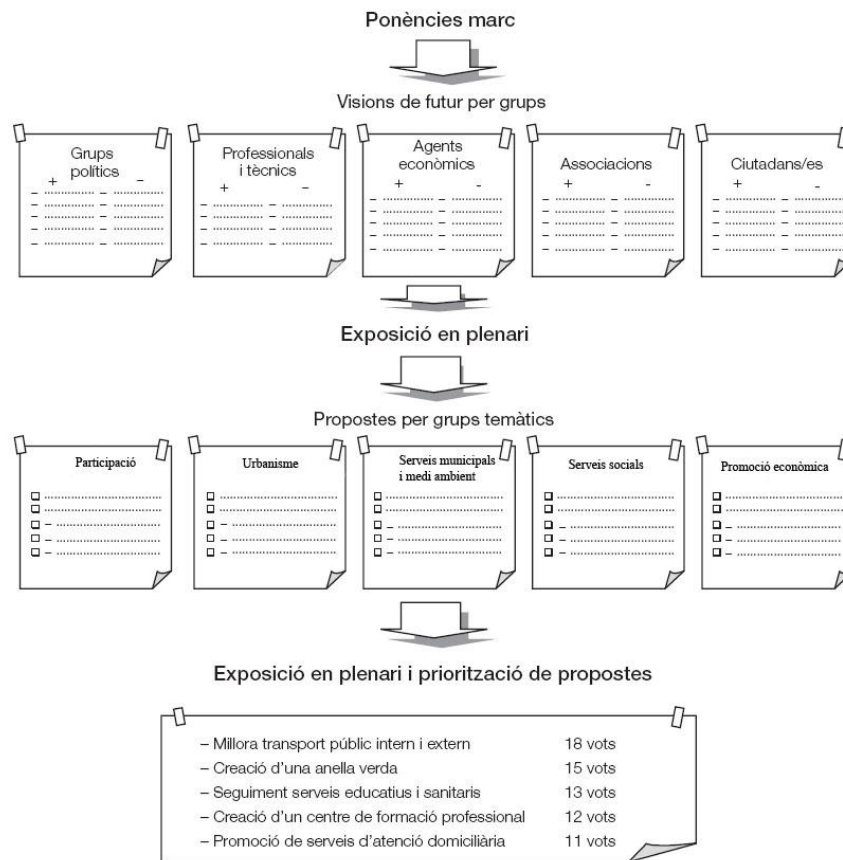 Ponències marc
Visions de futur per grups
Grups
polítics
+ –
Professionals
i tècnics
+ –
Agents
econòmics
+ -
Associacions
+ -
Ciutadans/es
+ -
Exposició en plenari
Propostes per grups temàtics
Participació
Urbanisme
Serveis municipals
i medi ambient
Serveis socials
Promoció econòmica
Exposició en plenari i priorització de propostes
– Millora transport públic intern i extern 18 vots
– Creació d'una anella verda 15 vots
– Seguiment serveis educatius i sanitaris 13 vots
– Creació d'un centre de formació professional 12 vots
– Promoció de serveis d'atenció domiciliària 11 vots